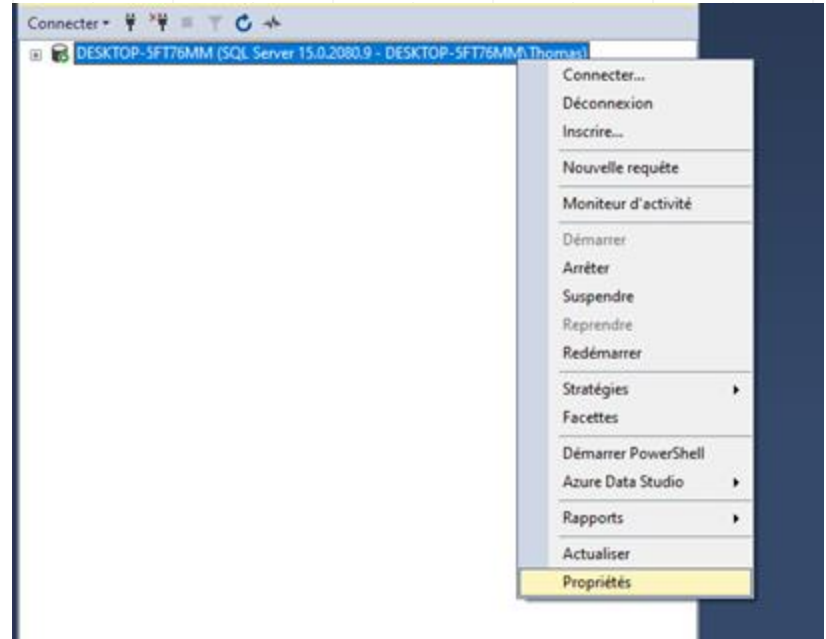 Connecter
DESKTOP-5FT76MM (SQL Server 15.0.2080.9 - DESKTOP-5FT76MM\Thomas)
Connecter...
Déconnexion
Inscrire...
Nouvelle requête
Moniteur d'activité
Démarrer
Arrêter
Suspendre
Reprendre
Redémarrer
Stratégies
Facettes
Démarrer PowerShell
Azure Data Studio
Rapports
Actualiser
Propriétés